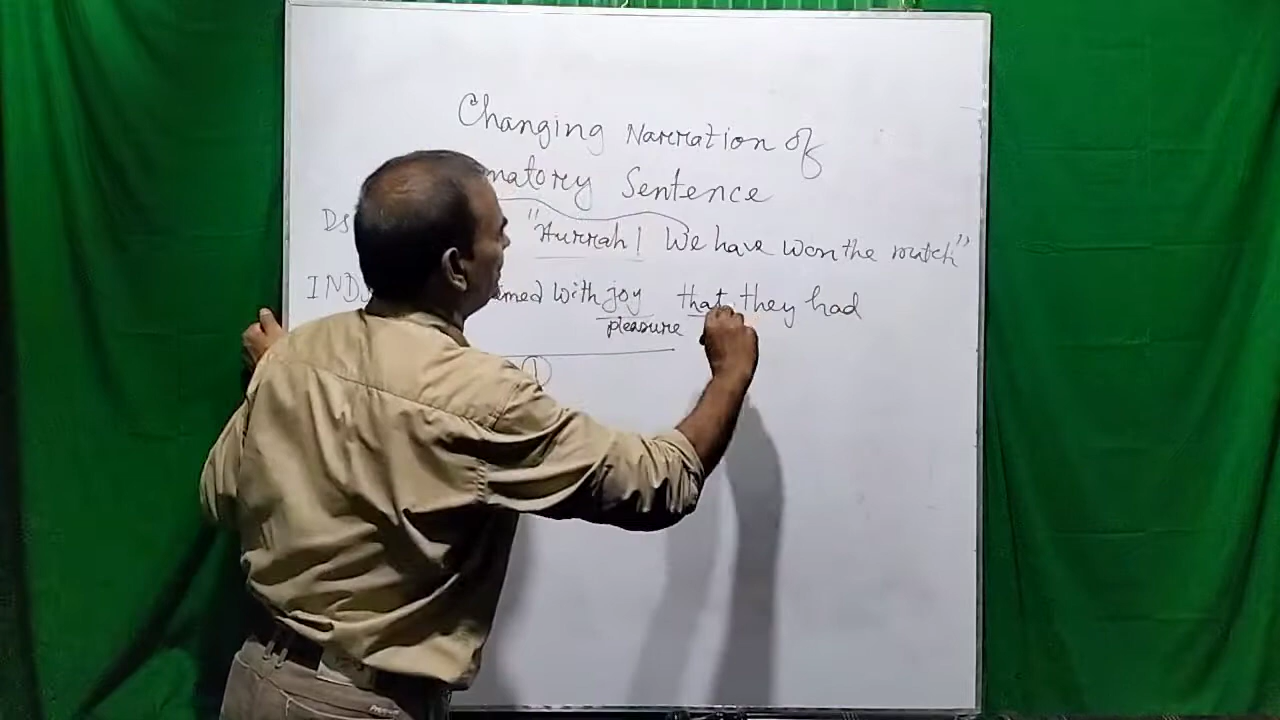 Changing Narration of
matory Sentence
DS "Hurrah! We have won the match"
IND med with joy that they had
pleasure
1